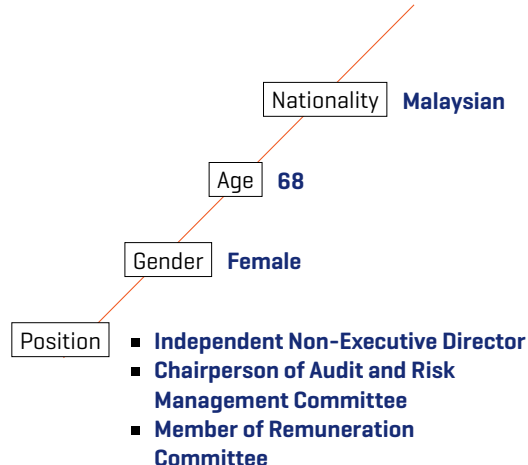 Nationality Malaysian
Age 68
Gender Female
Position ▪ Independent Non-Executive Director
▪ Chairperson of Audit and Risk
Management Committee
▪ Member of Remuneration
Committee